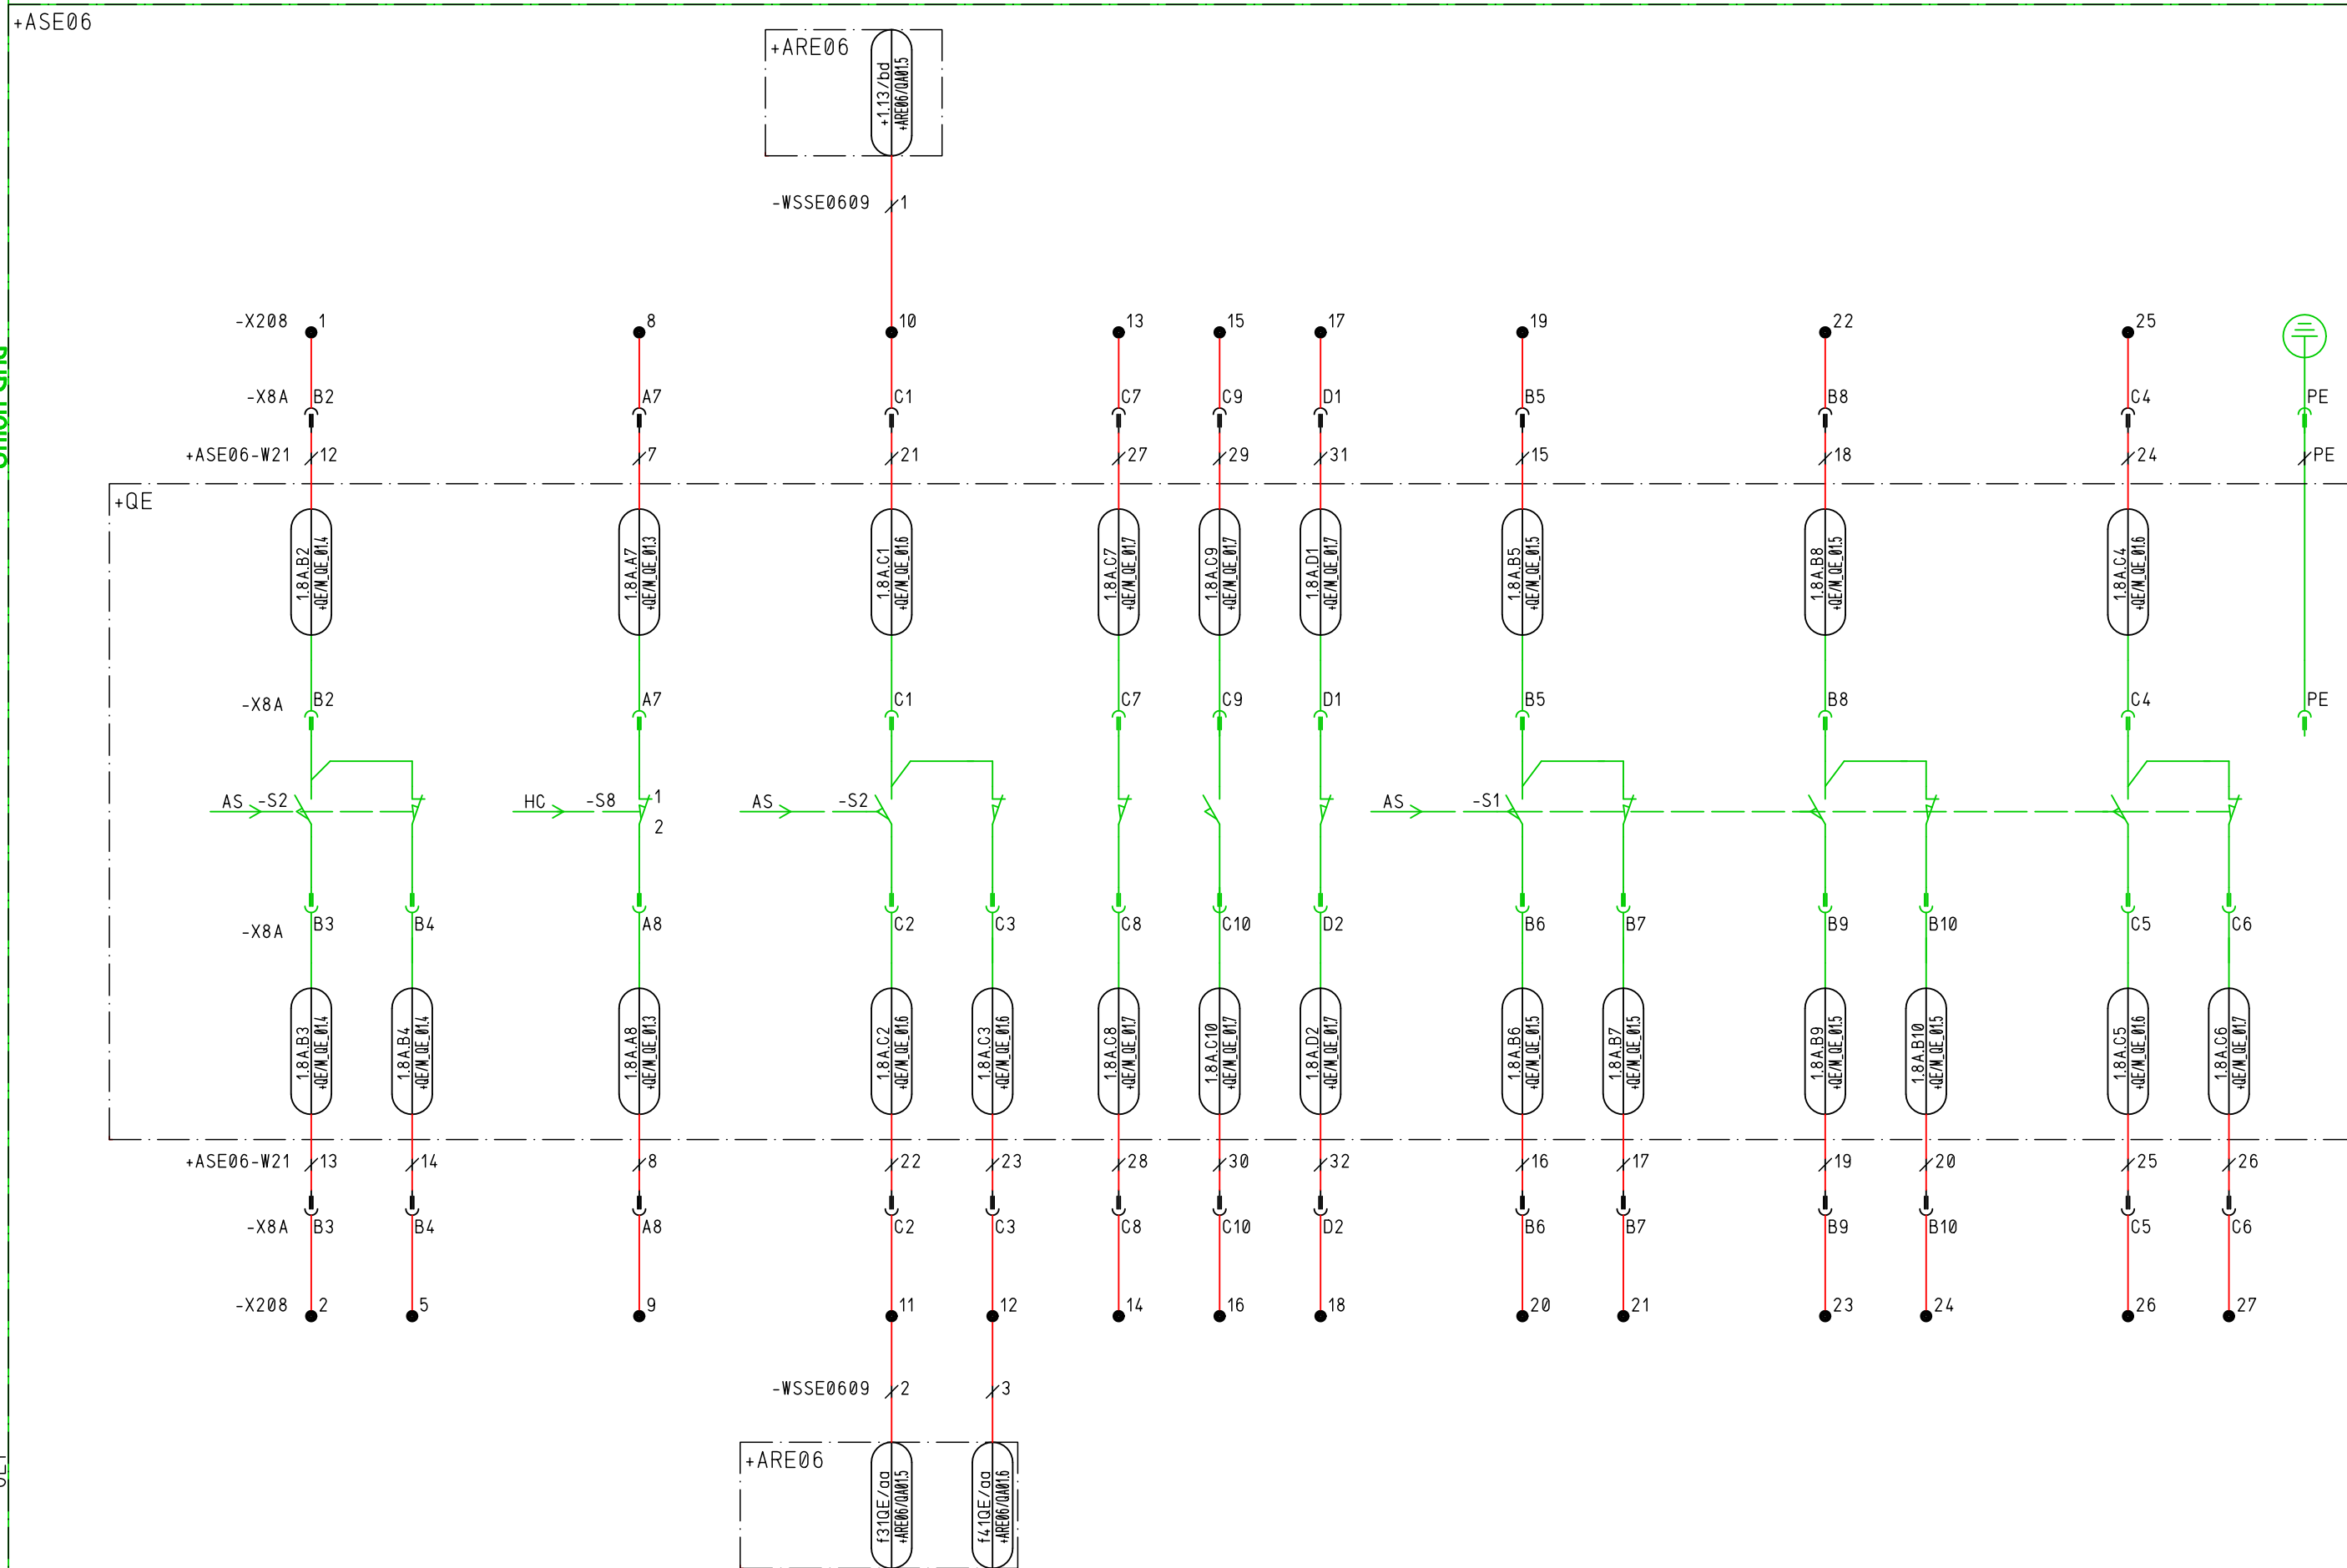 +ASE06
+ARE06
+1.13/bd
+ARE06/QA01.5
-WSSE0609 1
-X208 1 8 10 13 15 17 19 22 25
-X8A B2 A7 C1 C7 C9 D1 B5 B8 C4 PE
+ASE06-W21 12 7 21 27 29 31 15 18 24 PE
+QE
1.8A.B2
+QE/M_QE_01.4
1.8A.A7
+QE/M_QE_01.3
1.8A.C1
+QE/M_QE_01.6
1.8A.C7
+QE/M_QE_01.7
1.8A.C9
+QE/M_QE_01.7
1.8A.D1
+QE/M_QE_01.7
1.8A.B5
+QE/M_QE_01.5
1.8A.B8
+QE/M_QE_01.5
1.8A.C4
+QE/M_QE_01.6
-X8A B2 A7 C1 C7 C9 D1 B5 B8 C4 PE
AS -S2 HC -S8 1 AS -S2 AS -S1
2
-X8A B3 B4 A8 C2 C3 C8 C10 D2 B6 B7 B9 B10 C5 C6
1.8A.B3
+QE/M_QE_01.4
1.8A.B4
+QE/M_QE_01.4
1.8A.A8
+QE/M_QE_01.3
1.8A.C2
+QE/M_QE_01.6
1.8A.C3
+QE/M_QE_01.6
1.8A.C8
+QE/M_QE_01.7
1.8A.C10
+QE/M_QE_01.7
1.8A.D2
+QE/M_QE_01.7
1.8A.B6
+QE/M_QE_01.5
1.8A.B7
+QE/M_QE_01.5
1.8A.B9
+QE/M_QE_01.5
1.8A.B10
+QE/M_QE_01.5
1.8A.C5
+QE/M_QE_01.6
1.8A.C6
+QE/M_QE_01.7
+ASE06-W21 13 14 8 22 23 28 30 32 16 17 19 20 25 26
-X8A B3 B4 A8 C2 C3 C8 C10 D2 B6 B7 B9 B10 C5 C6
-X208 2 5 9 11 12 14 16 18 20 21 23 24 26 27
-WSSE0609 2 3
+ARE06
f31QE/aa
+ARE06/QA01.5
f41QE/aa
+ARE06/QA01.6